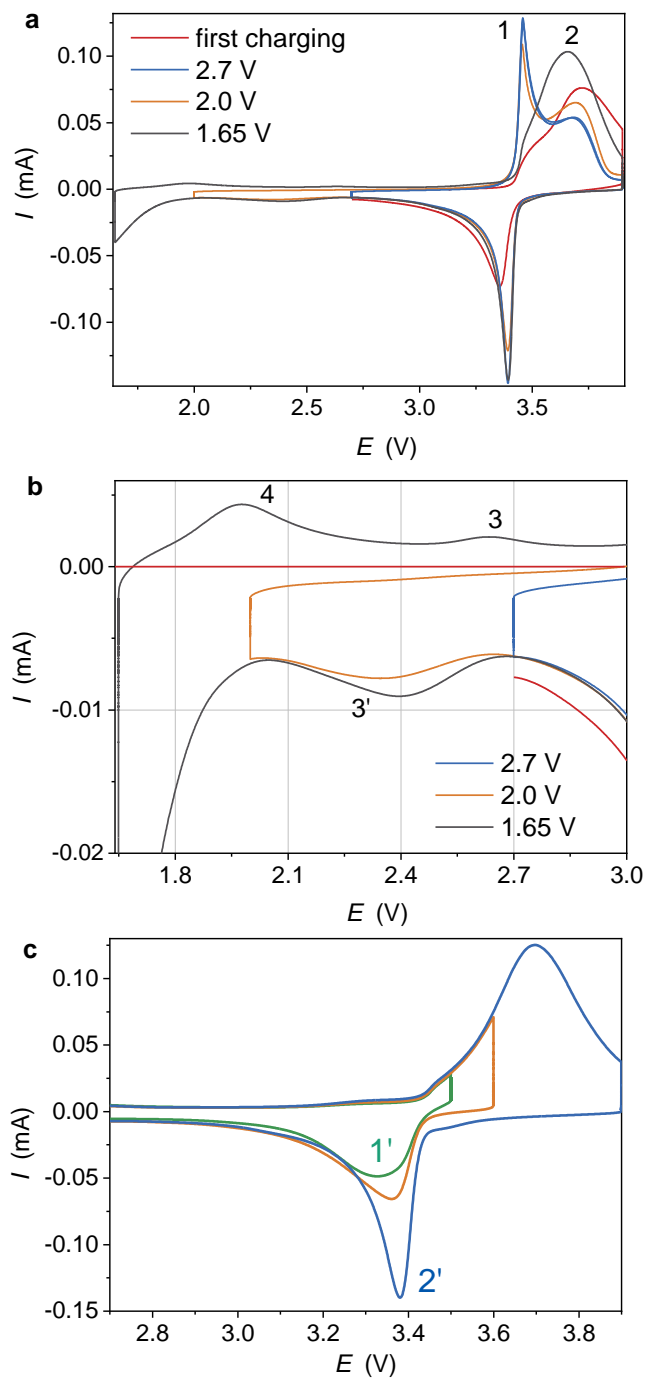 a
first charging
2.7 V
2.0 V
1.65 V
1
2
0.10
0.05
0.00
-0.05
-0.10
I (mA)
2.0
2.5
3.0
3.5
E (V)
b
4
3
3'
0.00
-0.01
-0.02
I (mA)
2.7 V
2.0 V
1.65 V
1.8
2.1
2.4
2.7
3.0
E (V)
c
0.10
0.05
0.00
-0.05
-0.10
-0.15
I (mA)
1'
2'
2.8
3.0
3.2
3.4
3.6
3.8
E (V)